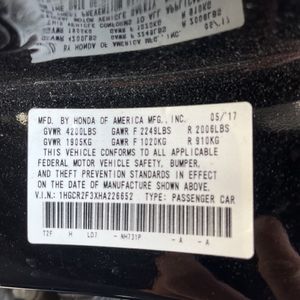 MFD. BY HONDA OF AMERICA MFG., INC. 05/17
GVWR 4200LBS GAWR F 2249LBS R 2006LBS
GVWR 1905KG GAWR F 1020KG R 910KG
THIS VEHICLE CONFORMS TO ALL APPLICABLE
FEDERAL MOTOR VEHICLE SAFETY, BUMPER,
AND THEFT PREVENTION STANDARDS IN EFFECT
ON THE DATE OF MANUFACTURE SHOWN ABOVE.
V.I.N: 1HGCR2F3XHA226652 TYPE: PASSENGER CAR
T2F H LD7 - NH731P - A - A